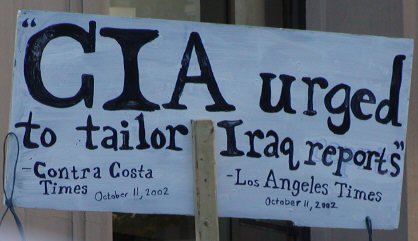 "CIA urged
to tailor Iraq reports"
-Contra Costa
Times October 11, 2002
-Los Angeles Times
October 11, 2002